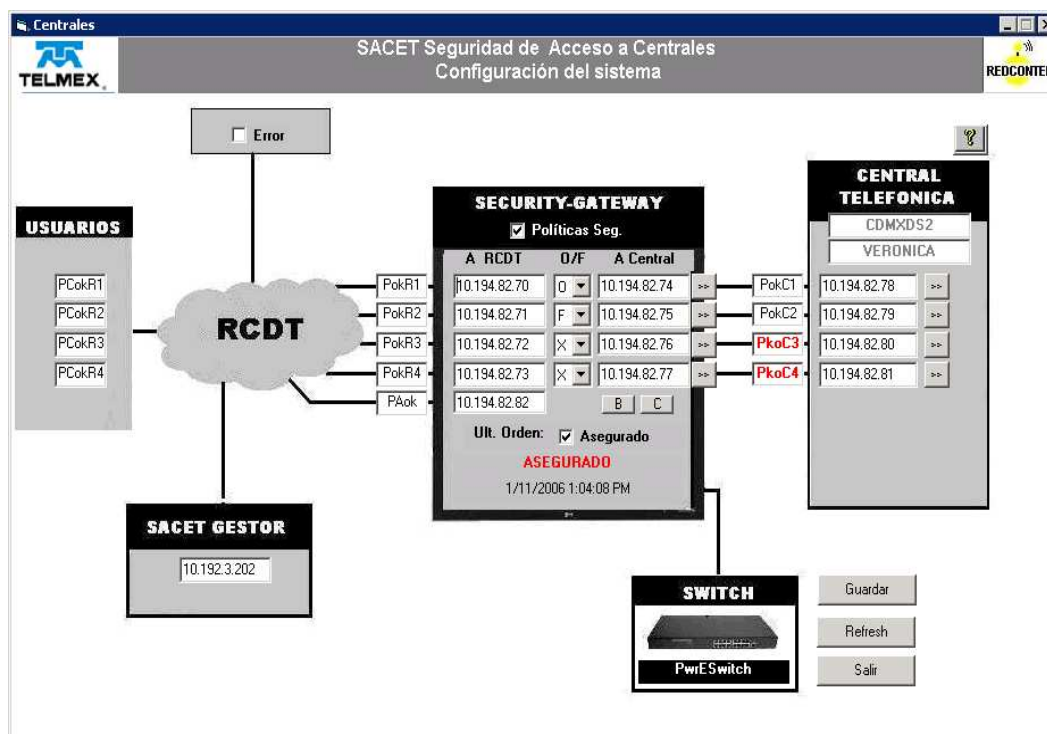 Centrales
TELMEX
SACET Seguridad de Acceso a Centrales
Configuración del sistema
REDCONTEL
Error
?
USUARIOS
PCokR1
PCokR2
PCokR3
PCokR4
RCDT
PokR1
PokR2
PokR3
PokR4
PAok
SECURITY-GATEWAY
Políticas Seg.
A RCDT O/F A Central
10.194.82.70 O 10.194.82.74 >>
10.194.82.71 F 10.194.82.75 >>
10.194.82.72 X 10.194.82.76 >>
10.194.82.73 X 10.194.82.77 >>
10.194.82.82 B C
Ult. Orden: Asegurado
ASEGURADO
1/11/2006 1:04:08 PM
PokC1
PokC2
PkoC3
PkoC4
CENTRAL
TELEFONICA
CDMXDS2
VERONICA
10.194.82.78 >>
10.194.82.79 >>
10.194.82.80 >>
10.194.82.81 >>
SACET GESTOR
10.192.3.202
SWITCH
PwrESwitch
Guardar
Refresh
Salir